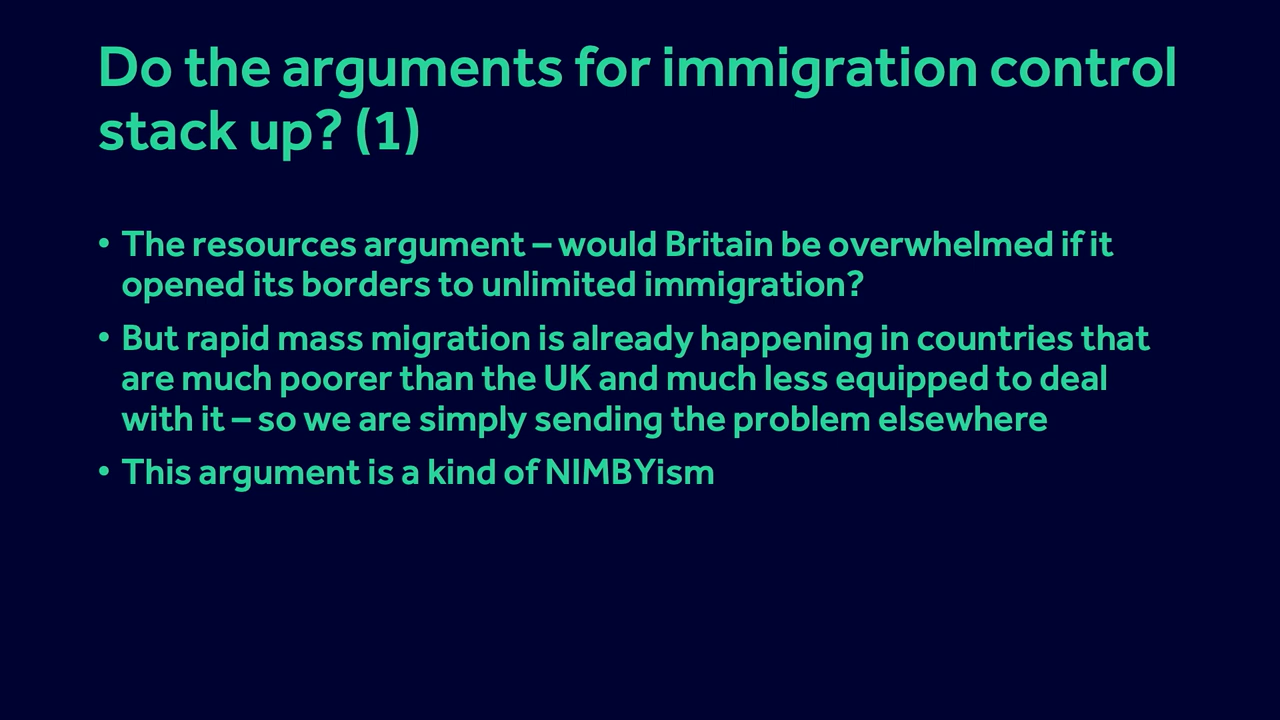 Do the arguments for immigration control
stack up? (1)
• The resources argument – would Britain be overwhelmed if it
opened its borders to unlimited immigration?
• But rapid mass migration is already happening in countries that
are much poorer than the UK and much less equipped to deal
with it – so we are simply sending the problem elsewhere
• This argument is a kind of NIMBYism